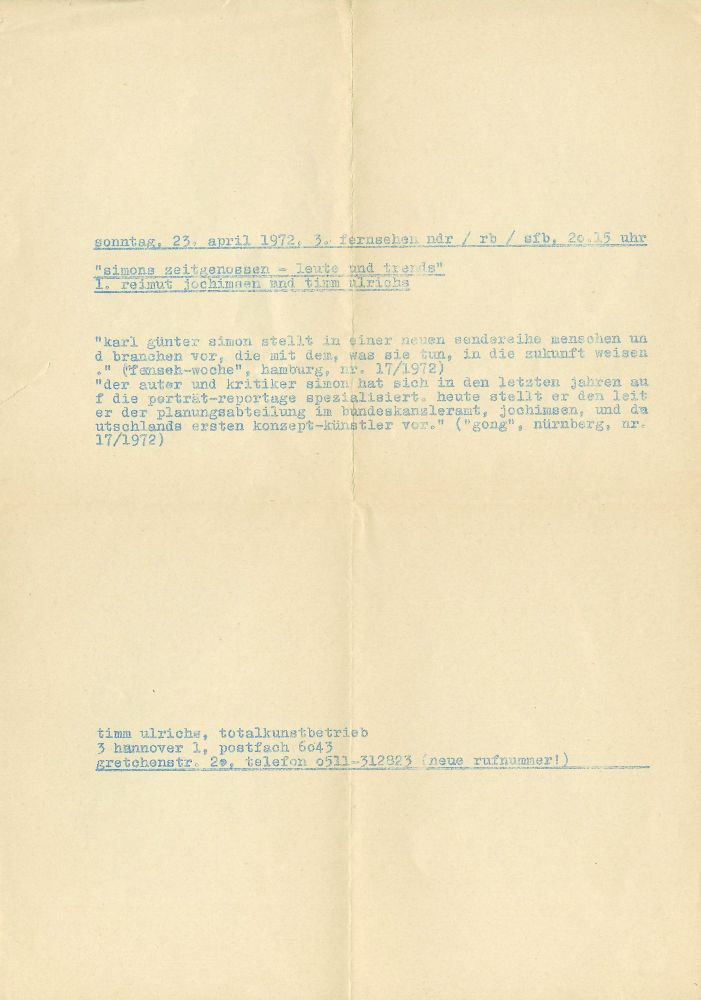 sonntag, 23. april 1972, 3. fernsehen ndr / rb / sfb, 2o.15 uhr
"simons zeitgenossen - leute und trends"
1. reimut jochimsen und timm ulrichs
"karl günter simon stellt in einer neuen sendereihe menschen un
d branchen vor, die mit dem, was sie tun, in die zukunft weisen
." ("fernseh-woche", hamburg, nr. 17/1972)
"der autor und kritiker simon hat sich in den letzten jahren au
f die porträt-reportage spezialisiert. heute stellt er den leit
er der planungsabteilung im bundeskanzleramt, jochimsen, und de
utschlands ersten konzept-künstler vor." ("gong", nürnberg, nr.
17/1972)
timm ulrichs, totalkunstbetrieb
3 hannover 1, postfach 6o43
gretchenstr. telefon o511-312823 (neue rufnummer!)